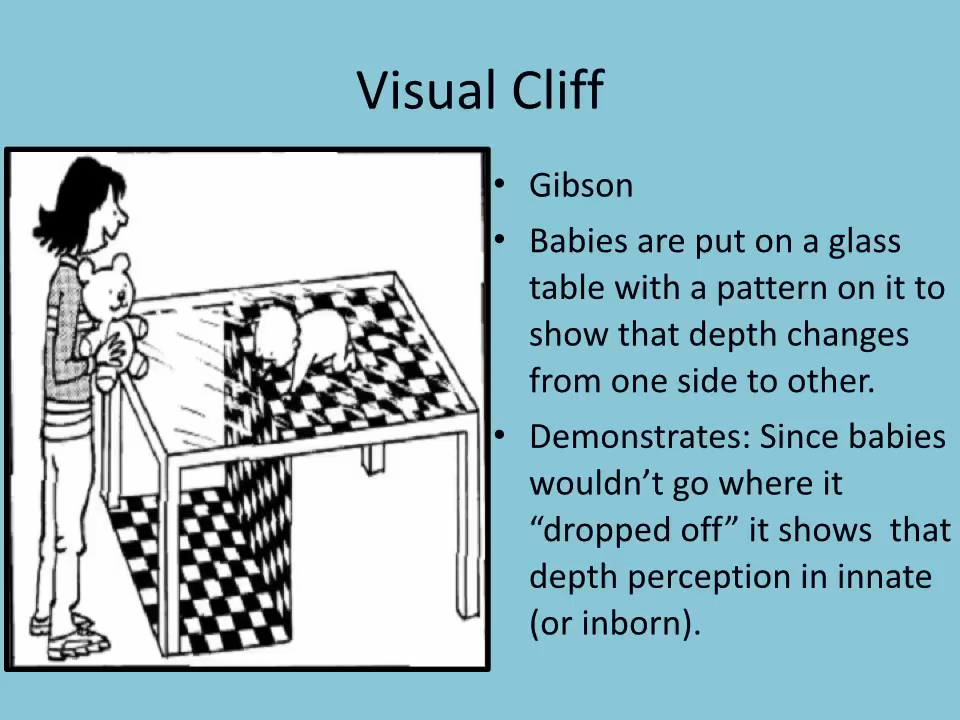 Visual Cliff
• Gibson
• Babies are put on a glass
table with a pattern on it to
show that depth changes
from one side to other.
• Demonstrates: Since babies
wouldn’t go where it
“dropped off” it shows  that
depth perception in innate
(or inborn).